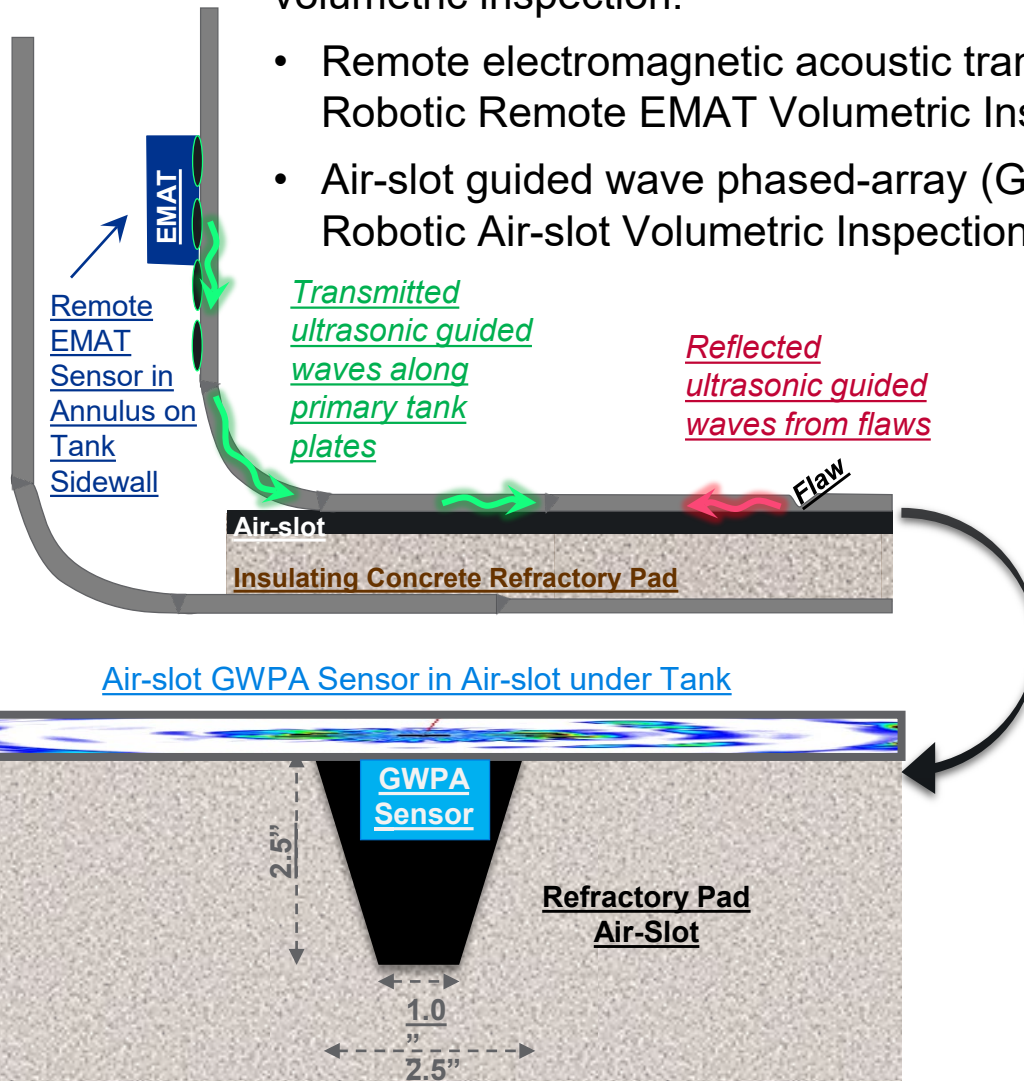 volumetric inspection.
• Remote electromagnetic acoustic
Robotic Remote EMAT Volumetric
• Air-slot guided wave phased-array
Robotic Air-slot Volumetric Inspection
EMAT
Remote
EMAT
Sensor in
Annulus on
Tank
Sidewall
Transmitted
ultrasonic guided
waves along
primary tank
plates
Reflected
ultrasonic guided
waves from flaws
Flaw
Air-slot
Insulating Concrete Refractory Pad
Air-slot GWPA Sensor in Air-slot under Tank
GWPA
Sensor
2.5”
Refractory Pad
Air-Slot
1.0
”
2.5”